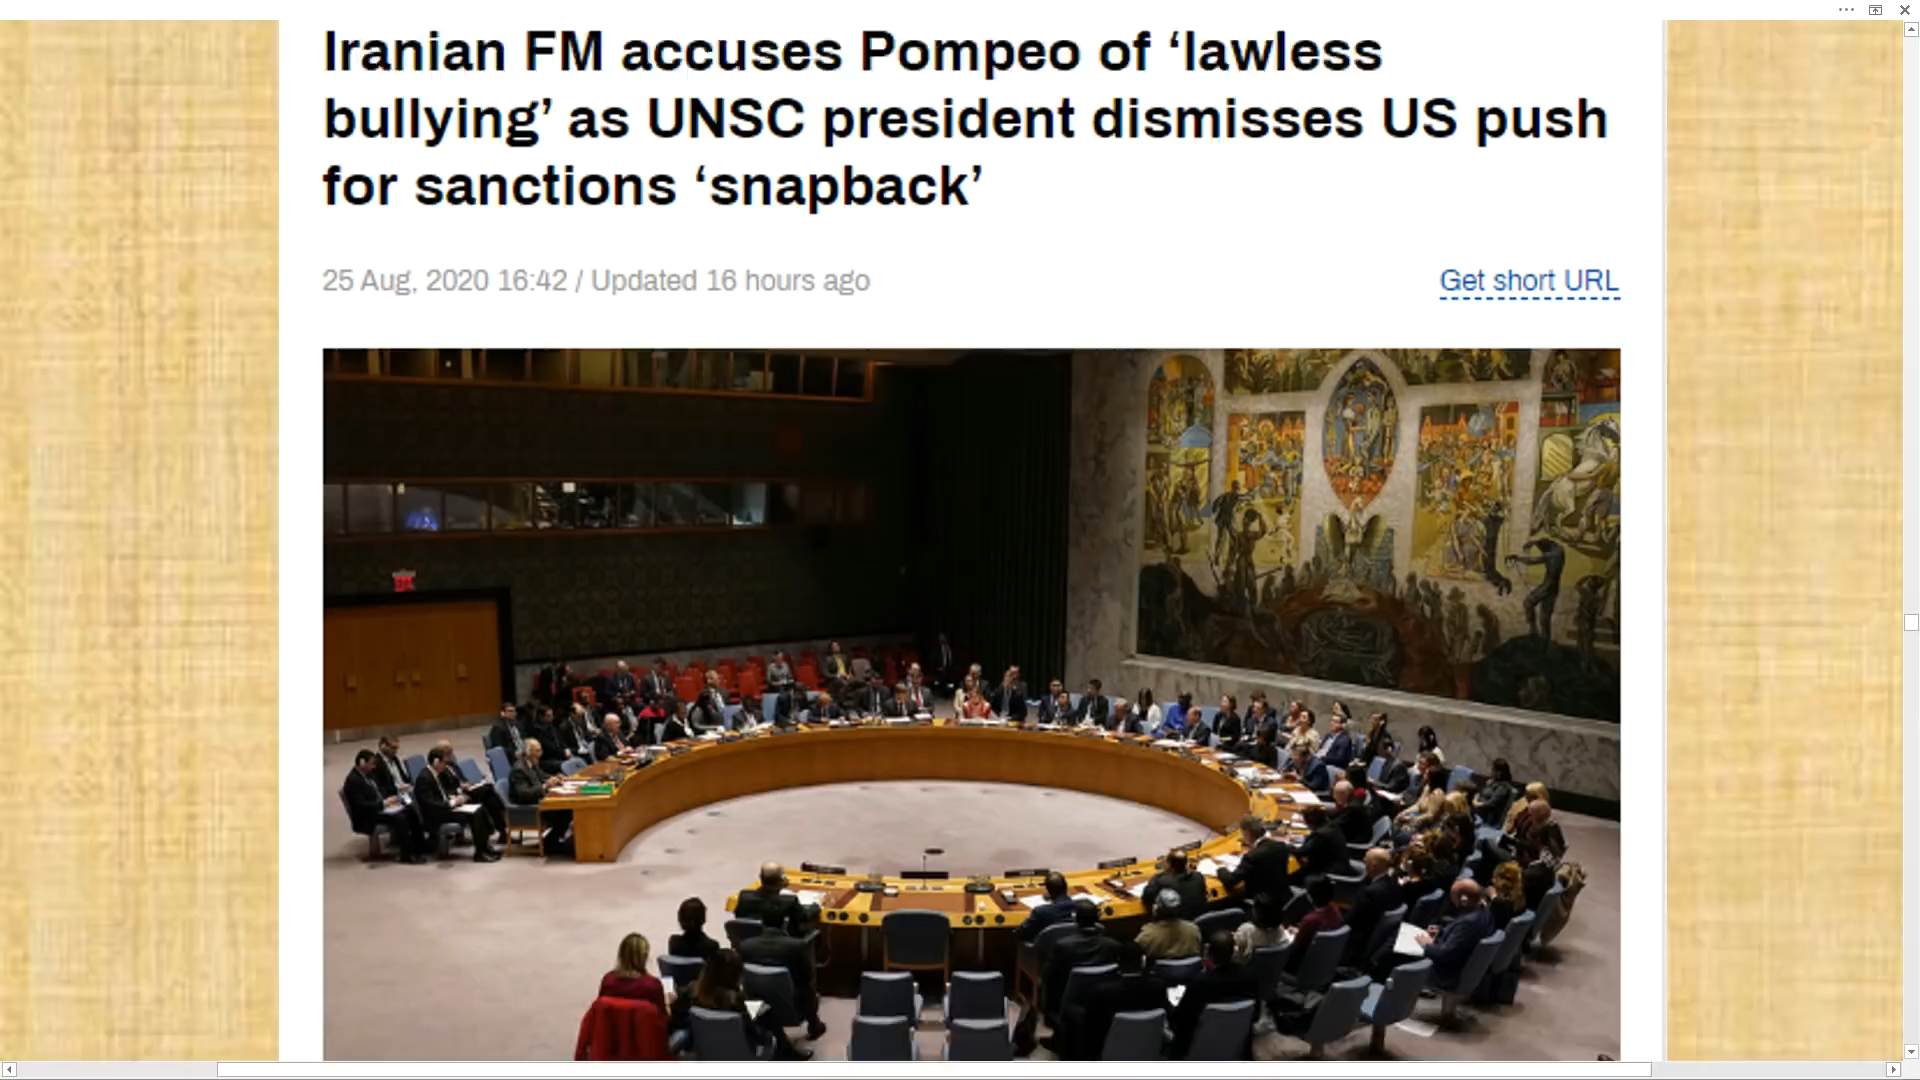 Iranian FM accuses Pompeo of ‘lawless
bullying’ as UNSC president dismisses US push
for sanctions ‘snapback’
25 Aug, 2020 16:42 / Updated 16 hours ago
Get short URL